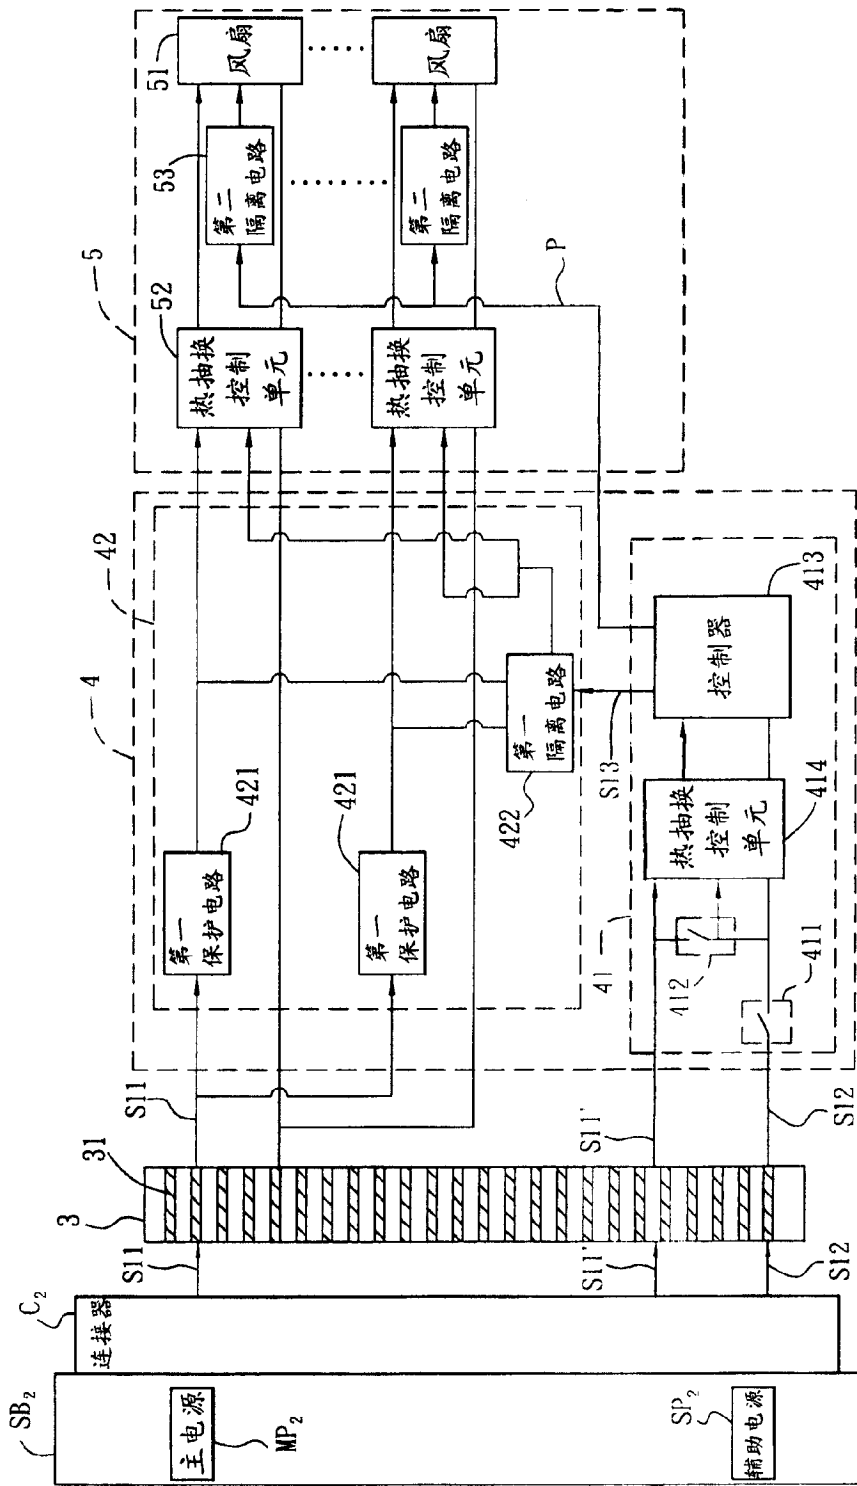 SB₂
C₂
连接器
主电源
MP₂
SP₂
辅助电源
3
31
S11
S11
S11'
S11'
S12
S12
4
42
第一
保护电路
421
第一
保护电路
421
第一
隔离电路
422
S13
41
411
412
热抽换
控制
单元
414
控制器
413
P
5
52
热抽换
控制
单元
热抽换
控制
单元
53
第二
隔离电路
第二
隔离电路
51
风扇
风扇